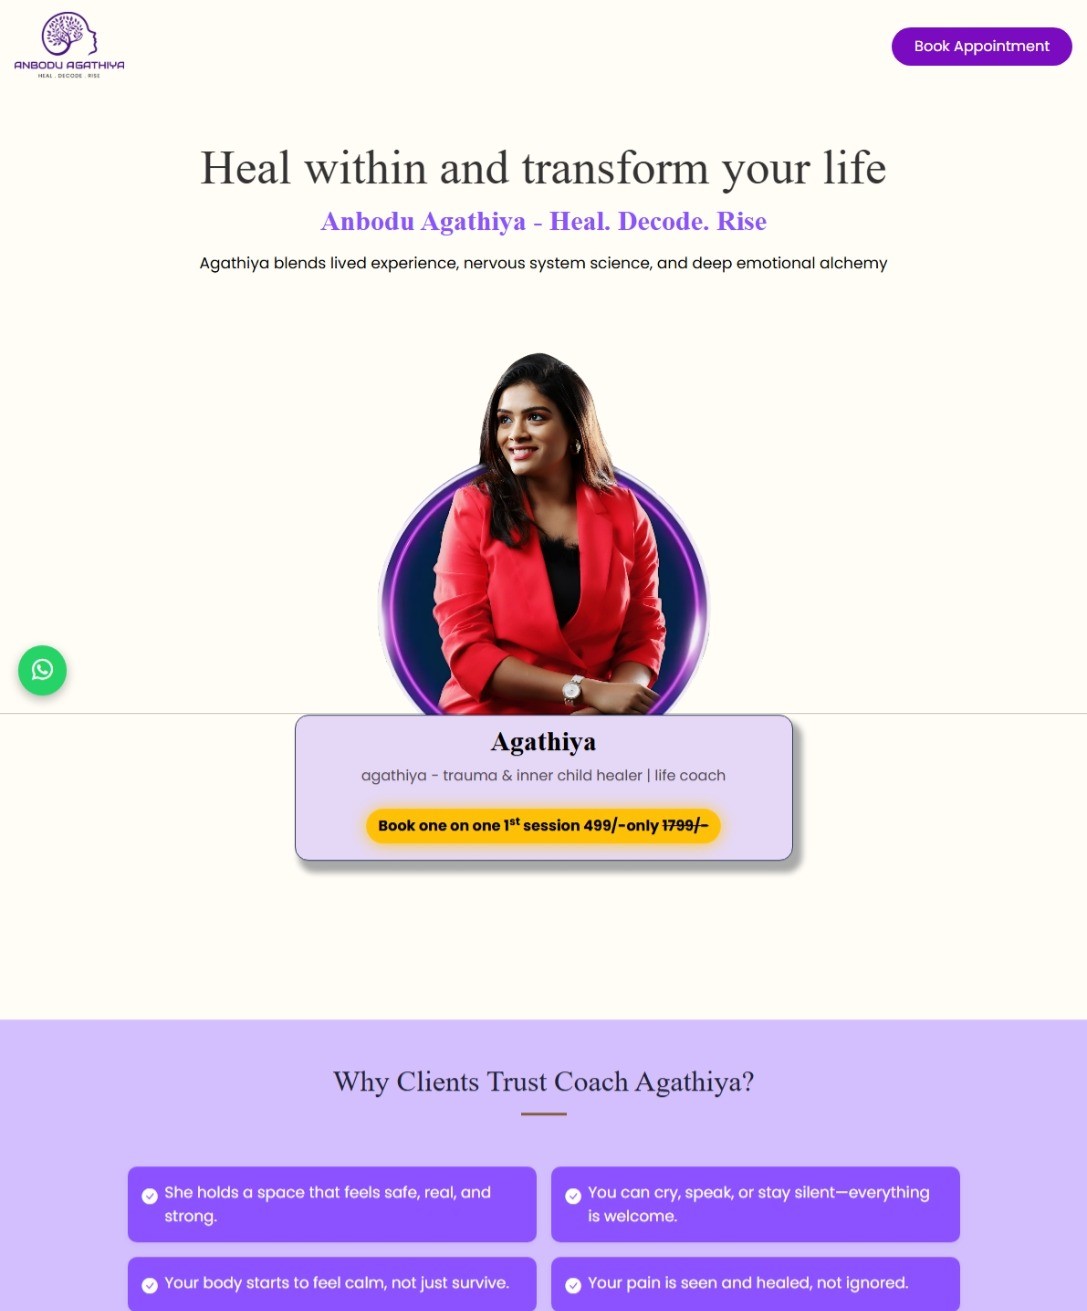 ANBODU AGATHIYA
HEAL . DECODE . RISE
Book Appointment
Heal within and transform your life
Anbodu Agathiya - Heal. Decode. Rise
Agathiya blends lived experience, nervous system science, and deep emotional alchemy
Agathiya
agathiya - trauma & inner child healer | life coach
Book one on one 1st session 499/-only 1799/-
Why Clients Trust Coach Agathiya?
She holds a space that feels safe, real, and
strong.
You can cry, speak, or stay silent—everything
is welcome.
Your body starts to feel calm, not just survive.
Your pain is seen and healed, not ignored.